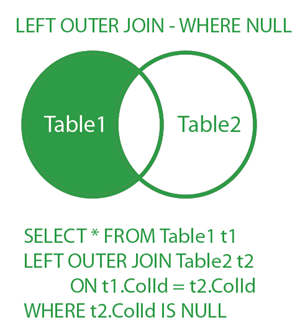 LEFT OUTER JOIN - WHERE NULL
Table1
Table2
SELECT * FROM Table1 t1
LEFT OUTER JOIN Table2 t2
ON t1.ColId = t2.ColId
WHERE t2.ColId IS NULL